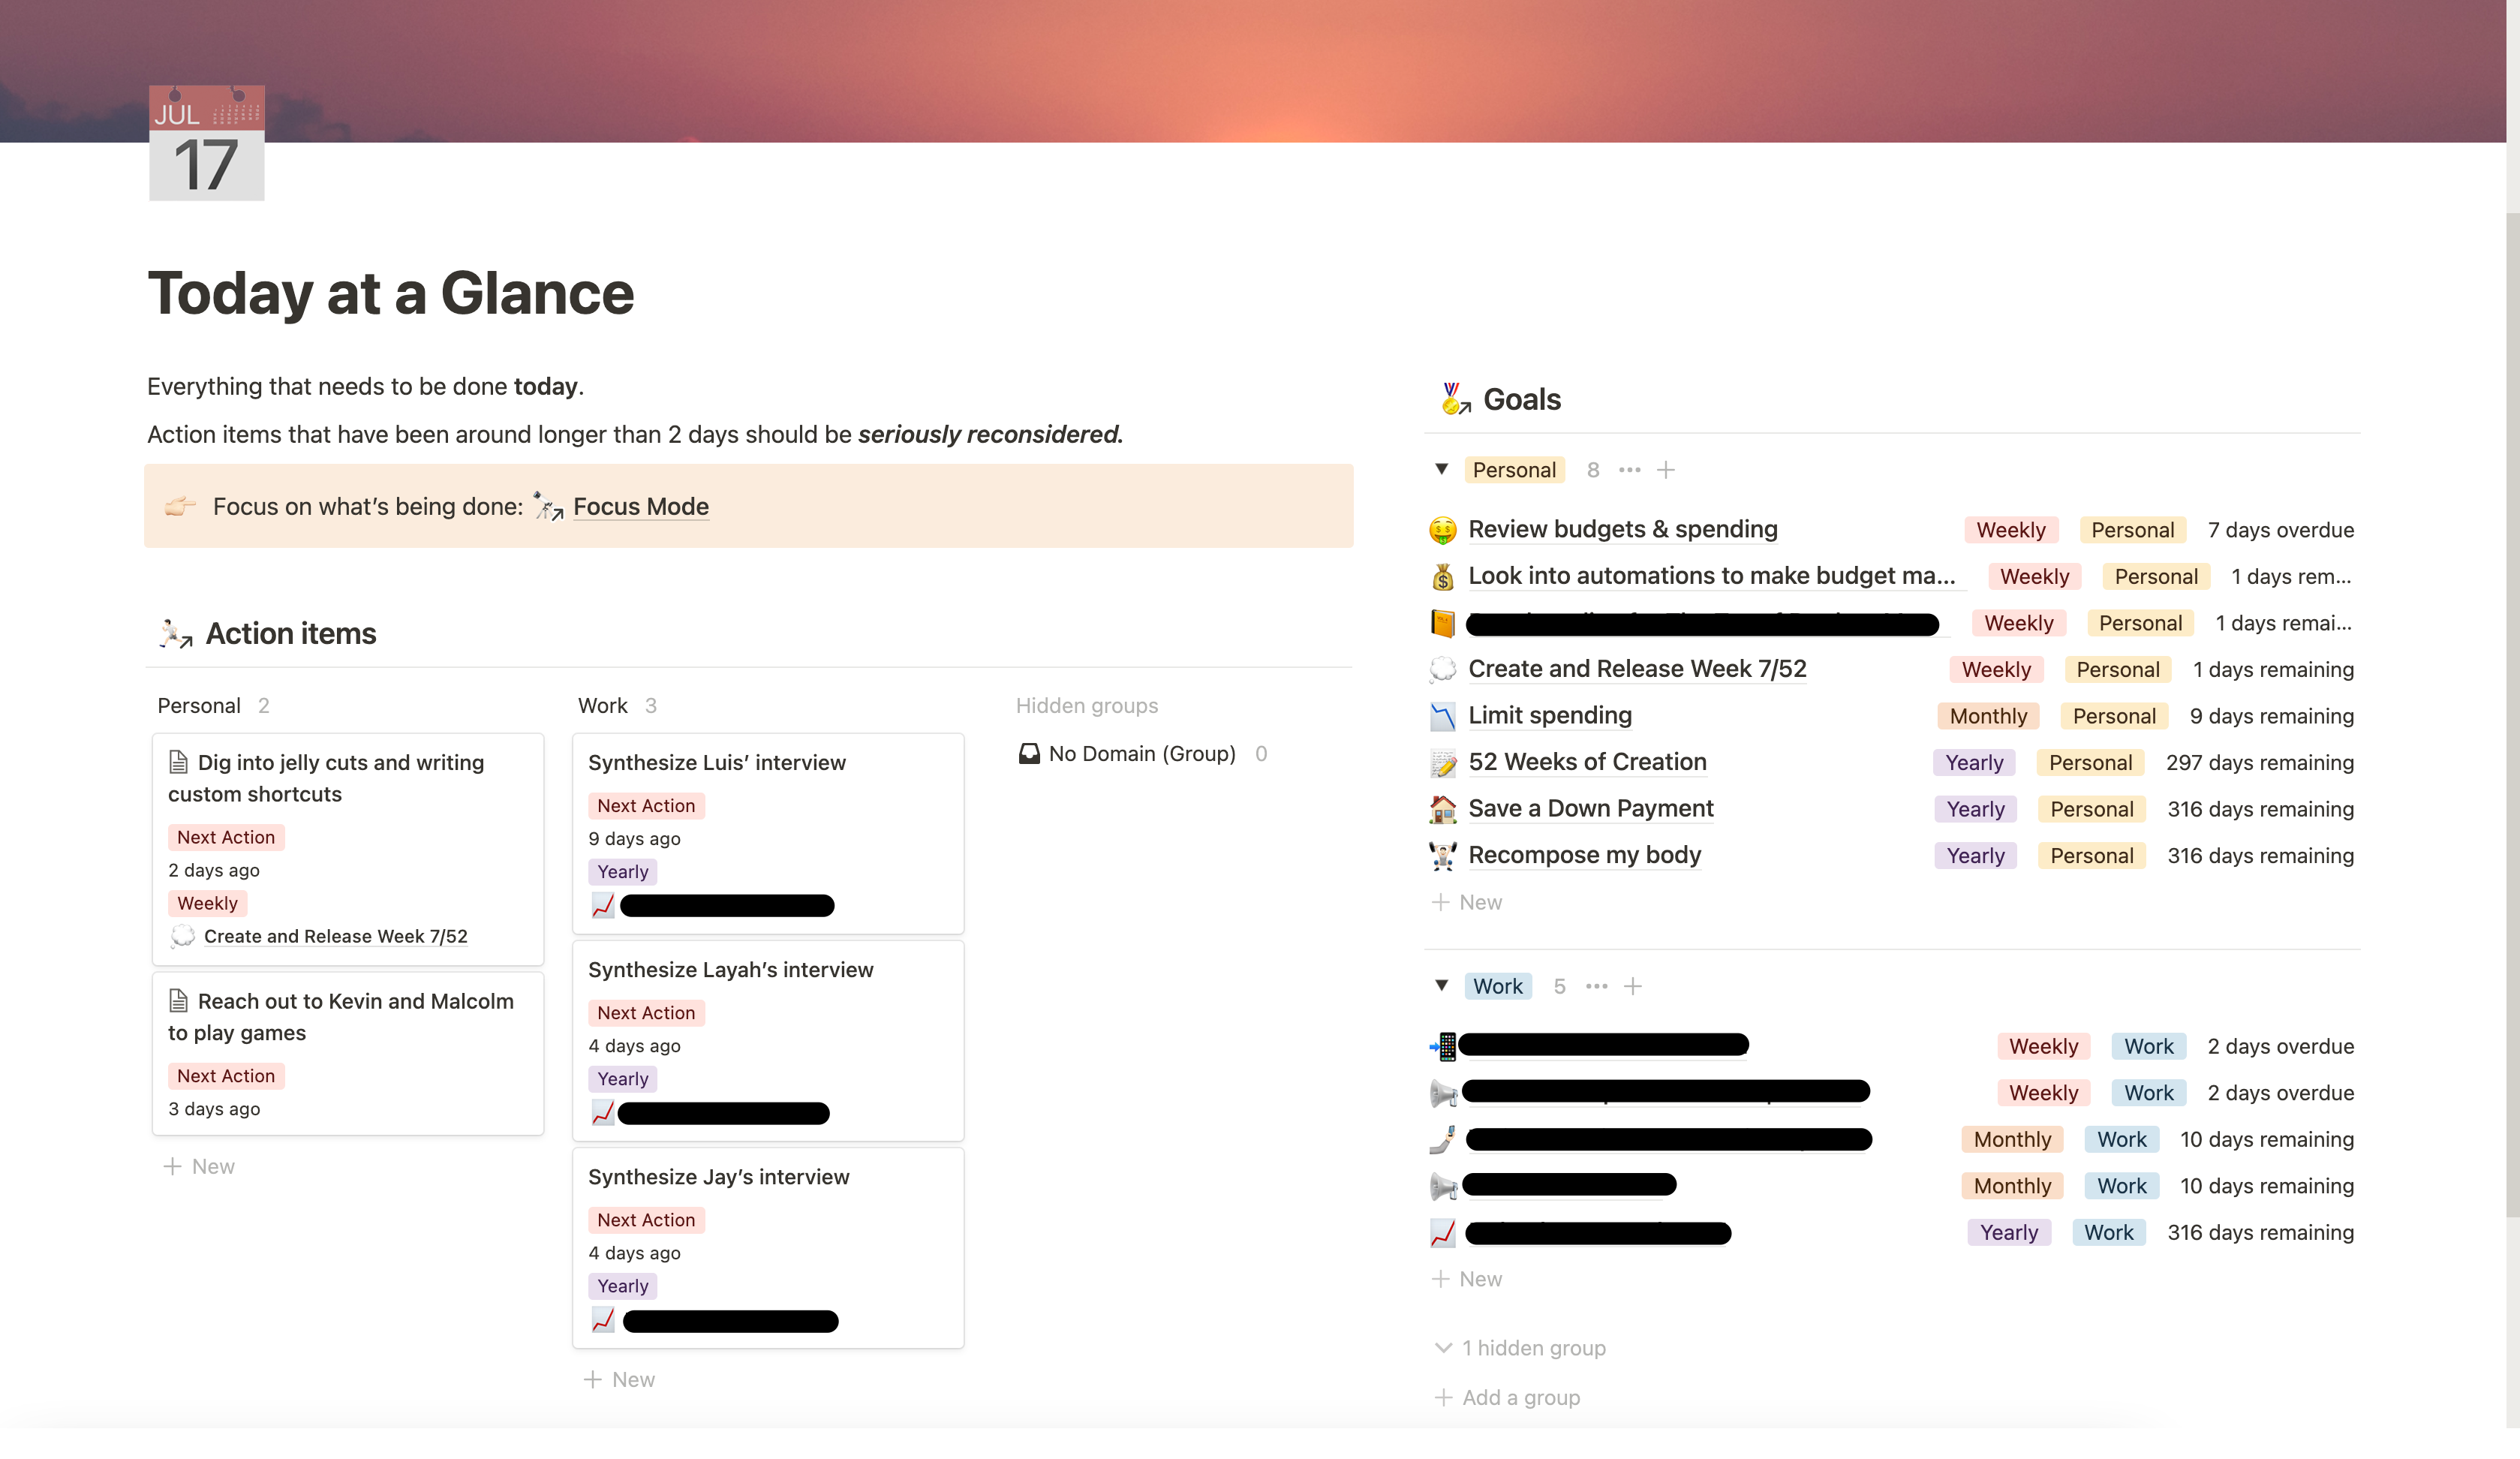 JUL
17
Today at a Glance
Everything that needs to be done today.
Action items that have been around longer than 2 days should be seriously reconsidered.
Focus on what’s being done: Focus Mode
Action items
Personal 2
Dig into jelly cuts and writing
custom shortcuts
Next Action
2 days ago
Weekly
Create and Release Week 7/52
Reach out to Kevin and Malcolm
to play games
Next Action
3 days ago
New
Work 3
Synthesize Luis’ interview
Next Action
9 days ago
Yearly
Synthesize Layah’s interview
Next Action
4 days ago
Yearly
Synthesize Jay’s interview
Next Action
4 days ago
Yearly
New
Hidden groups
No Domain (Group) 0
Goals
Personal 8
Review budgets & spending Weekly Personal 7 days overdue
Look into automations to make budget ma... Weekly Personal 1 days rem...
Weekly Personal 1 days remai...
Create and Release Week 7/52 Weekly Personal 1 days remaining
Limit spending Monthly Personal 9 days remaining
52 Weeks of Creation Yearly Personal 297 days remaining
Save a Down Payment Yearly Personal 316 days remaining
Recompose my body Yearly Personal 316 days remaining
New
Work 5
Weekly Work 2 days overdue
Weekly Work 2 days overdue
Monthly Work 10 days remaining
Monthly Work 10 days remaining
Yearly Work 316 days remaining
New
1 hidden group
Add a group